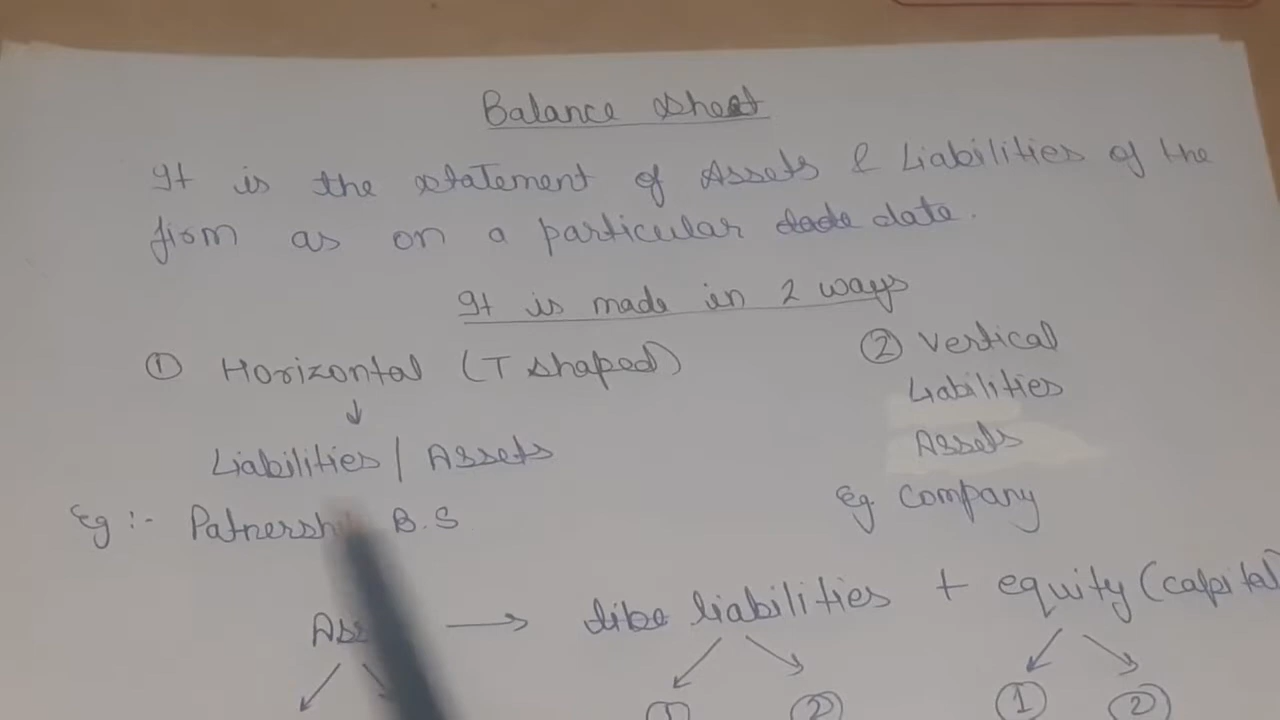 Balance sheet
It is the statement of Assets & Liabilities of the
firm as on a particular date.
It is made in 2 ways
① Horizontal (T shaped)
↓
Liabilities | Assets
Eg :- B.S
② Vertical
Liabilities
Assets
Eg. Company
→ liabilities + equity (capital)
① ② ① ②